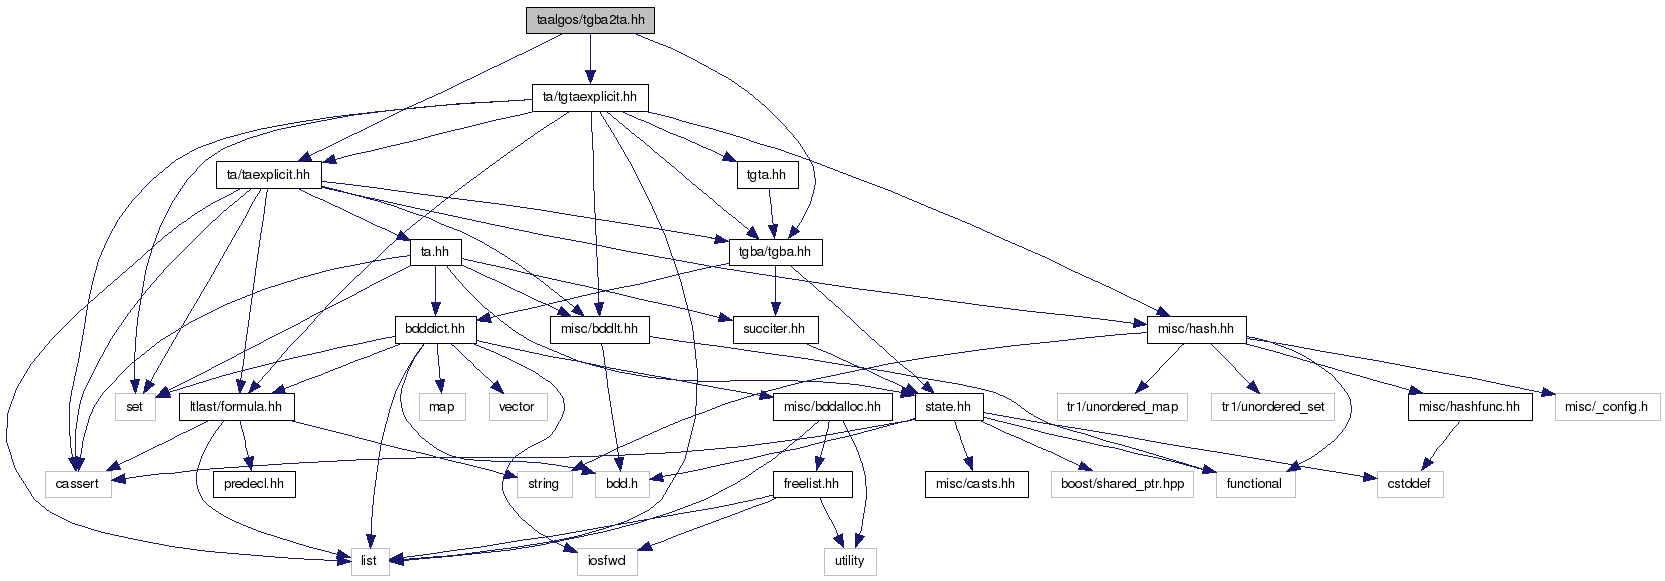 taalgos/tgba2ta.hh
ta/tgtaexplicit.hh
ta/taexplicit.hh
tgta.hh
ta.hh
tgba/tgba.hh
bdddict.hh
misc/bddlt.hh
succiter.hh
misc/hash.hh
set
ltlast/formula.hh
map
vector
misc/bddalloc.hh
state.hh
tr1/unordered_map
tr1/unordered_set
misc/hashfunc.hh
misc/_config.h
cassert
predecl.hh
string
bdd.h
freelist.hh
misc/casts.hh
boost/shared_ptr.hpp
functional
cstddef
list
iosfwd
utility